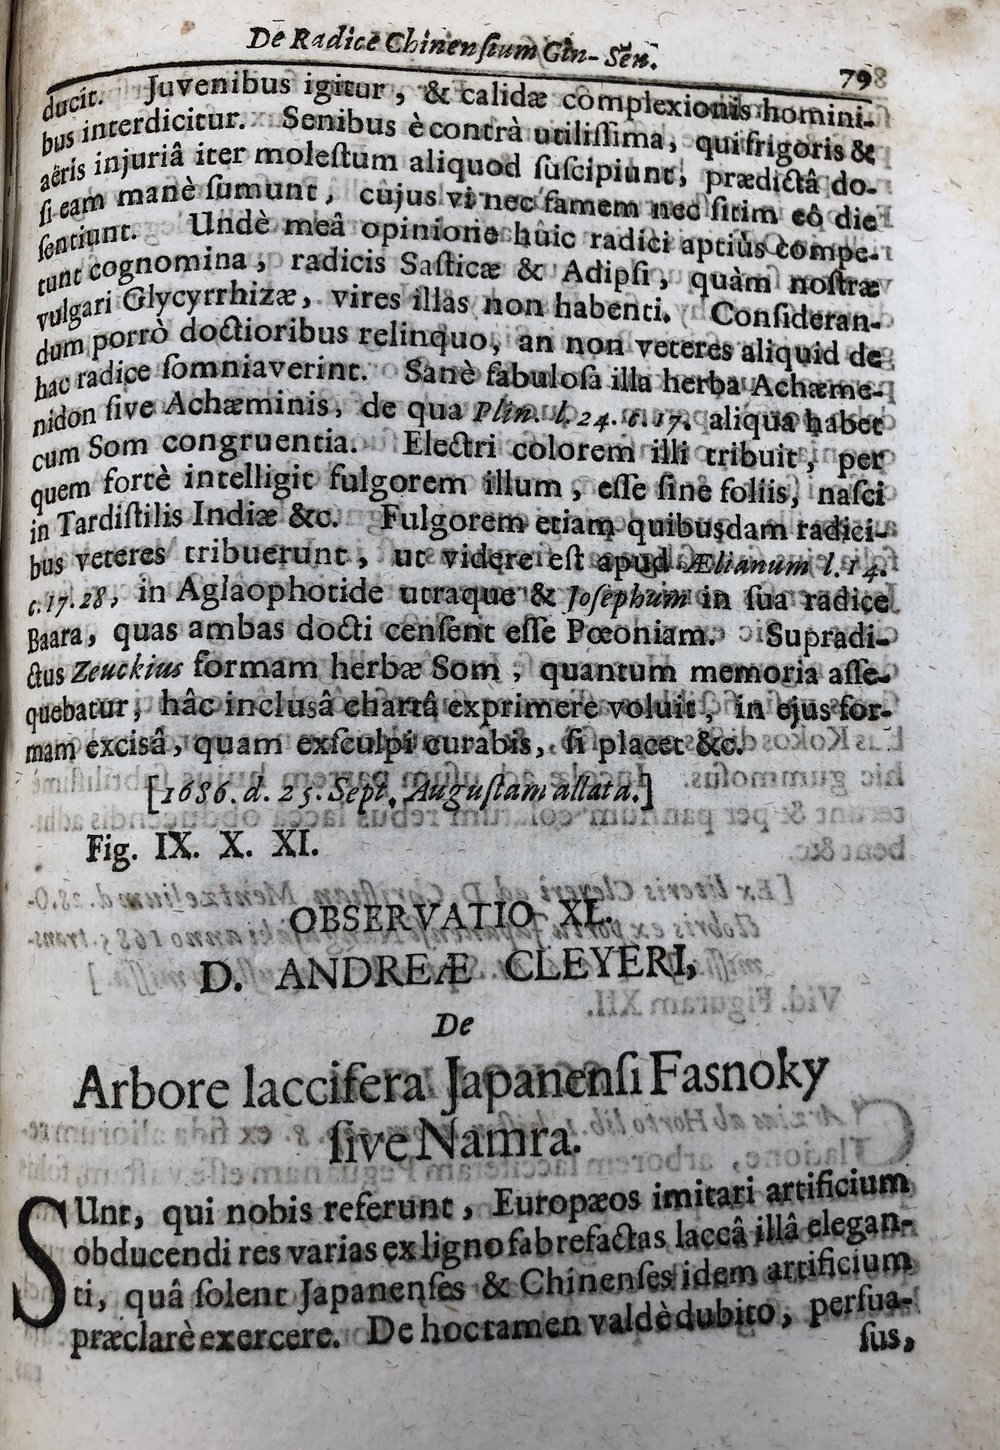 De Radice Chinenſium Gin-Sen.
79
ducit. Juvenibus igitur, & calidæ complexionis homini-
bus interdicitur. Senibus è contrà utiliſſima, qui frigoris &
aëris injuriâ iter moleſtum aliquod ſuſcipiunt, prædictâ do-
ſi eam manè ſumunt, cujus vi nec famem nec ſitim eô die
ſentiunt. Undè meâ opinione huic radici aptiùs compe-
tunt cognomina, radicis Saſticæ & Adipſi, quàm noſtræ
vulgari Glycyrrhizæ, vires illas non habenti. Conſideran-
dum porrò doctioribus relinquo, an non veteres aliquid de
hac radice ſomniaverint. Sanè fabuloſa illa herba Achæme-
nidon ſive Achæminis, de qua Plin. l. 24. c. 17. aliqua habet
cum Som congruentia. Electri colorem illi tribuit, per
quem fortè intelligit fulgorem illum, eſſe ſine foliis, naſci
in Tardiſtilis Indiæ &c. Fulgorem etiam quibusdam radici-
bus veteres tribuerunt, ut videre eſt apud Ælianum l. 14.
c. 17. 28, in Aglaophotide utraque & Joſephum in ſua radice
Baara, quas ambas docti cenſent eſſe Pœoniam. Supradi-
ctus Zeuckius formam herbæ Som, quantum memoria aſſe-
quebatur, hâc inclusâ chartâ exprimere voluit, in ejus for-
mam excisâ, quam exſculpi curabis, ſi placet &c.
[1686. d. 25. Sept. Auguſtam allata.]
Fig. IX. X. XI.
OBSERVATIO XL.
D. ANDREÆ CLEYERI,
De
Arbore laccifera Japanenſi Fasnoky
ſive Namra.
SUnt, qui nobis referunt, Europæos imitari artificium
obducendi res varias ex ligno fabrefactas laccâ illâ elegan-
ti, quâ ſolent Japanenſes & Chinenſes idem artificium
præclarè exercere. De hoc tamen valdè dubito, perſua-
ſus,